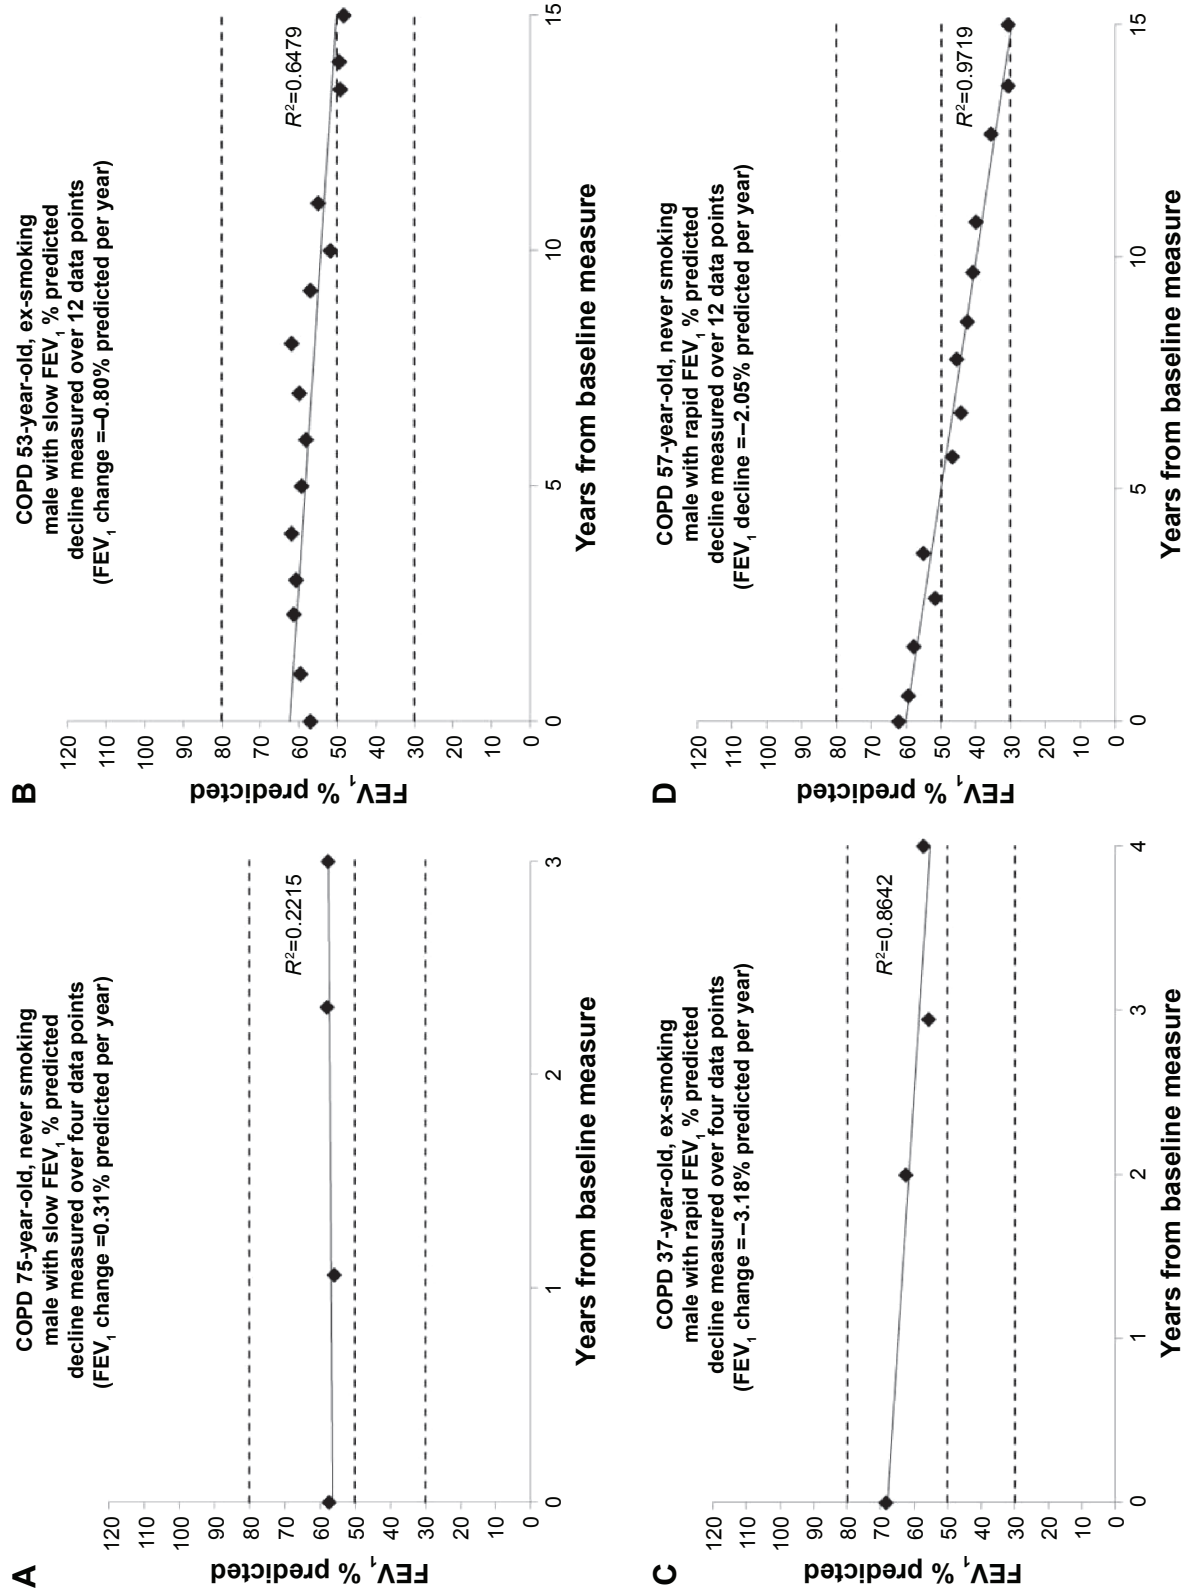 A
COPD 75-year-old, never smoking
male with slow FEV₁ % predicted
decline measured over four data points
(FEV₁ change =0.31% predicted per year)
120
110
100
90
80
70
60
50
40
30
20
10
0
FEV₁ % predicted
R²=0.2215
0
1
2
3
Years from baseline measure
B
COPD 53-year-old, ex-smoking
male with slow FEV₁ % predicted
decline measured over 12 data points
(FEV₁ change =–0.80% predicted per year)
120
110
100
90
80
70
60
50
40
30
20
10
0
FEV₁ % predicted
R²=0.6479
0
5
10
15
Years from baseline measure
C
COPD 37-year-old, ex-smoking
male with rapid FEV₁ % predicted
decline measured over four data points
(FEV₁ change =–3.18% predicted per year)
120
110
100
90
80
70
60
50
40
30
20
10
0
FEV₁ % predicted
R²=0.8642
0
1
2
3
4
Years from baseline measure
D
COPD 57-year-old, never smoking
male with rapid FEV₁ % predicted
decline measured over 12 data points
(FEV₁ decline =–2.05% predicted per year)
120
110
100
90
80
70
60
50
40
30
20
10
0
FEV₁ % predicted
R²=0.9719
0
5
10
15
Years from baseline measure